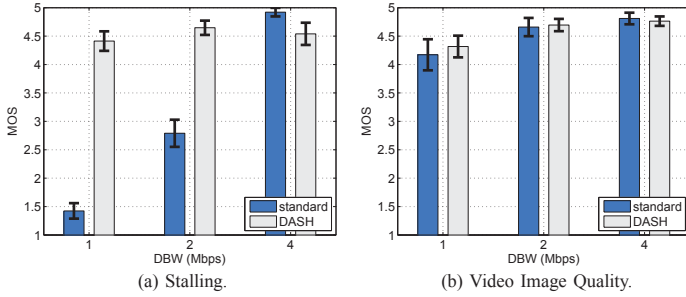 5
4.5
4
3.5
3
2.5
2
1.5
1
MOS
1 2 4
DBW (Mbps)
standard
DASH
(a) Stalling.
5
4.5
4
3.5
3
2.5
2
1.5
1
MOS
1 2 4
DBW (Mbps)
standard
DASH
(b) Video Image Quality.